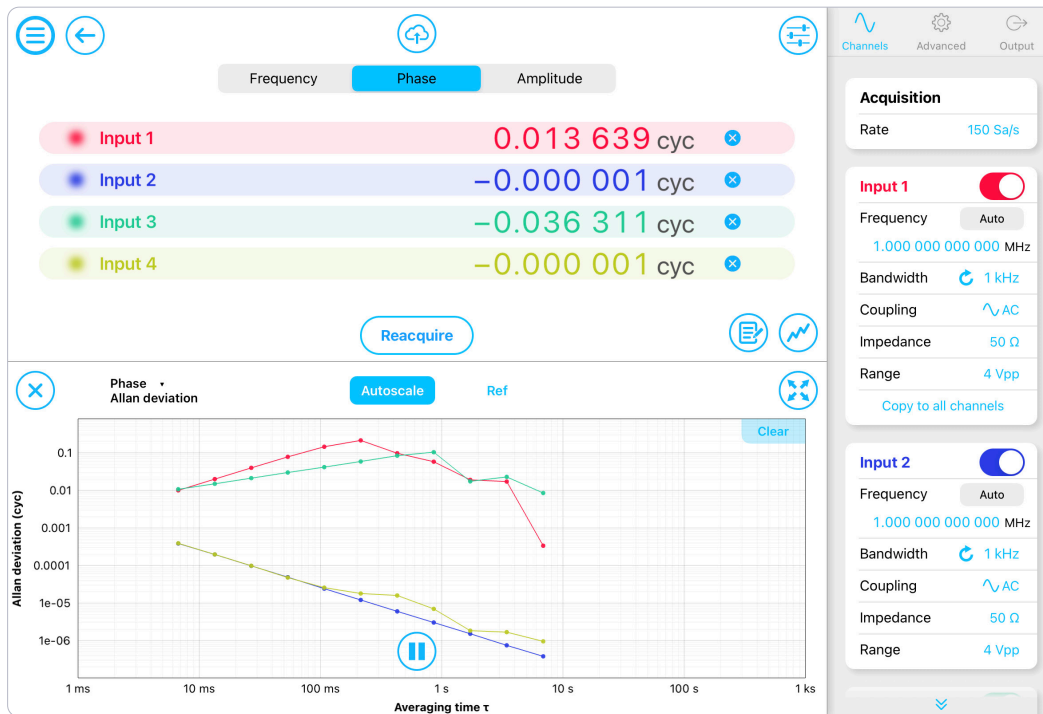 Frequency Phase Amplitude
Input 1 0.013 639 cyc
Input 2 −0.000 001 cyc
Input 3 −0.036 311 cyc
Input 4 −0.000 001 cyc
Reacquire
Phase
Allan deviation
Autoscale Ref
Clear
Allan deviation (cyc)
0.1
0.01
0.001
0.0001
1e-05
1e-06
1 ms 10 ms 100 ms 1 s 10 s 100 s 1 ks
Averaging time τ
Channels Advanced Output
Acquisition
Rate 150 Sa/s
Input 1
Frequency Auto
1.000 000 000 000 MHz
Bandwidth 1 kHz
Coupling AC
Impedance 50 Ω
Range 4 Vpp
Copy to all channels
Input 2
Frequency Auto
1.000 000 000 000 MHz
Bandwidth 1 kHz
Coupling AC
Impedance 50 Ω
Range 4 Vpp